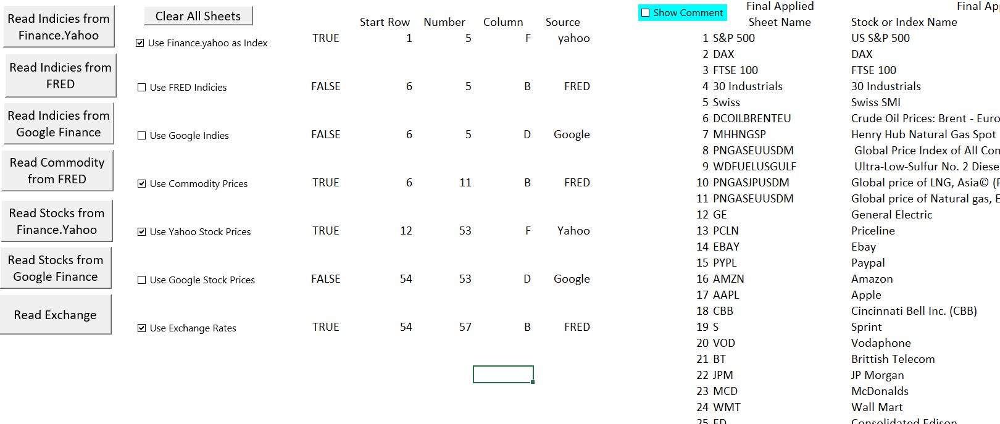 Read Indicies from
Finance.Yahoo
Read Indicies from
FRED
Read Indicies from
Google Finance
Read Commodity
from FRED
Read Stocks from
Finance.Yahoo
Read Stocks from
Google Finance
Read Exchange
Clear All Sheets
Start Row Number Column Source
Use Finance.yahoo as Index TRUE 1 5 F yahoo
Use FRED Indicies FALSE 6 5 B FRED
Use Google Indies FALSE 6 5 D Google
Use Commodity Prices TRUE 6 11 B FRED
Use Yahoo Stock Prices TRUE 12 53 F Yahoo
Use Google Stock Prices FALSE 54 53 D Google
Use Exchange Rates TRUE 54 57 B FRED
Show Comment
Final Applied Final Ap
Sheet Name Stock or Index Name
1 S&P 500 US S&P 500
2 DAX DAX
3 FTSE 100 FTSE 100
4 30 Industrials 30 Industrials
5 Swiss Swiss SMI
6 DCOILBRENTEU Crude Oil Prices: Brent - Euro
7 MHHNGSP Henry Hub Natural Gas Spot
8 PNGASEUUSDM Global Price Index of All Con
9 WDFUELUSGULF Ultra-Low-Sulfur No. 2 Diese
10 PNGASJPUSDM Global price of LNG, Asia© (F
11 PNGASEUUSDM Global price of Natural gas, E
12 GE General Electric
13 PCLN Priceline
14 EBAY Ebay
15 PYPL Paypal
16 AMZN Amazon
17 AAPL Apple
18 CBB Cincinnati Bell Inc. (CBB)
19 S Sprint
20 VOD Vodaphone
21 BT Brittish Telecom
22 JPM JP Morgan
23 MCD McDonalds
24 WMT Wall Mart
25 ED Consolidated Edison